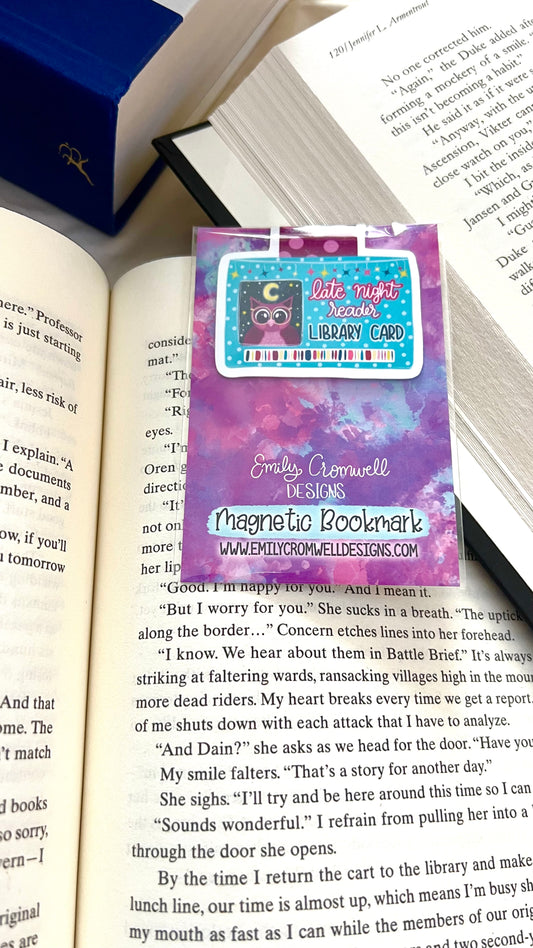 120/Jennifer L. Armentrout
No one corrected him.
"Again," the Duke added after
forming a mockery of a smile.
this isn't becoming a habit."
He said it as if it were
"Anyway, with the u
Ascension, Vikter can
close watch on you,"
I bit the inside
"Which, as
Jansen and G
I might
"Gue
Duke
walk
dif
here." Professor
is just starting
air, less risk of
I explain. "A
documents
mber, and a
ow, if you'll
tomorrow
And that
ome. The
't match
d books
so sorry,
vern—I
riginal
es are
late night
reader
LIBRARY CARD
Emily Cromwell
DESIGNS
Magnetic Bookmark
WWW.EMILYCROMWELLDESIGNS.COM
conside
mat."
"The
"For
"Rig
eyes.
"I'm
Oren g
directi
"It'
not on
more t
her lip
"Good. I'm happy for you." And I mean it.
"But I worry for you." She sucks in a breath. "The uptick
along the border…" Concern etches lines into her forehead.
"I know. We hear about them in Battle Brief." It's always
striking at faltering wards, ransacking villages high in the mou
more dead riders. My heart breaks every time we get a report
of me shuts down with each attack that I have to analyze.
"And Dain?" she asks as we head for the door. "Have you
My smile falters. "That's a story for another day."
She sighs. "I'll try and be here around this time so I can
"Sounds wonderful." I refrain from pulling her into a
through the door she opens.
By the time I return the cart to the library and make
lunch line, our time is almost up, which means I'm busy sh
my mouth as fast as I can while the members of our orig
and two second-y